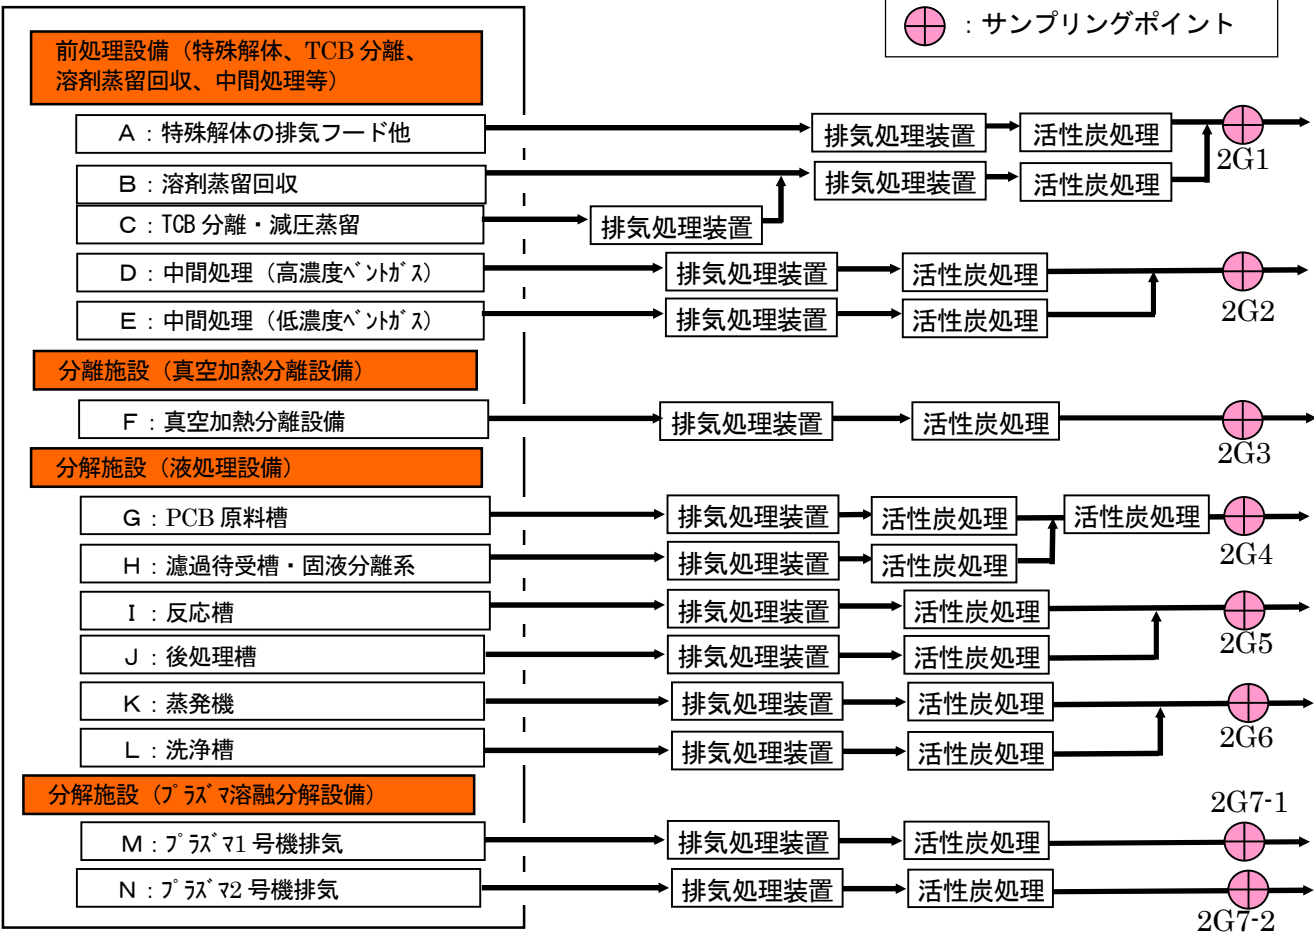 ：サンプリングポイント
前処理設備（特殊解体、TCB 分離、
溶剤蒸留回収、中間処理等）
A：特殊解体の排気フード他
排気処理装置
活性炭処理
2G1
B：溶剤蒸留回収
排気処理装置
活性炭処理
C：TCB 分離・減圧蒸留
排気処理装置
D：中間処理（高濃度ﾍﾞﾝﾄｶﾞｽ）
排気処理装置
活性炭処理
2G2
E：中間処理（低濃度ﾍﾞﾝﾄｶﾞｽ）
排気処理装置
活性炭処理
分離施設（真空加熱分離設備）
F：真空加熱分離設備
排気処理装置
活性炭処理
2G3
分解施設（液処理設備）
G：PCB 原料槽
排気処理装置
活性炭処理
活性炭処理
2G4
H：濾過待受槽・固液分離系
排気処理装置
活性炭処理
I：反応槽
排気処理装置
活性炭処理
2G5
J：後処理槽
排気処理装置
活性炭処理
K：蒸発機
排気処理装置
活性炭処理
2G6
L：洗浄槽
排気処理装置
活性炭処理
分解施設（ﾌﾟﾗｽﾞﾏ溶融分解設備）
2G7-1
M：ﾌﾟﾗｽﾞﾏ1 号機排気
排気処理装置
活性炭処理
N：ﾌﾟﾗｽﾞﾏ2 号機排気
排気処理装置
活性炭処理
2G7-2